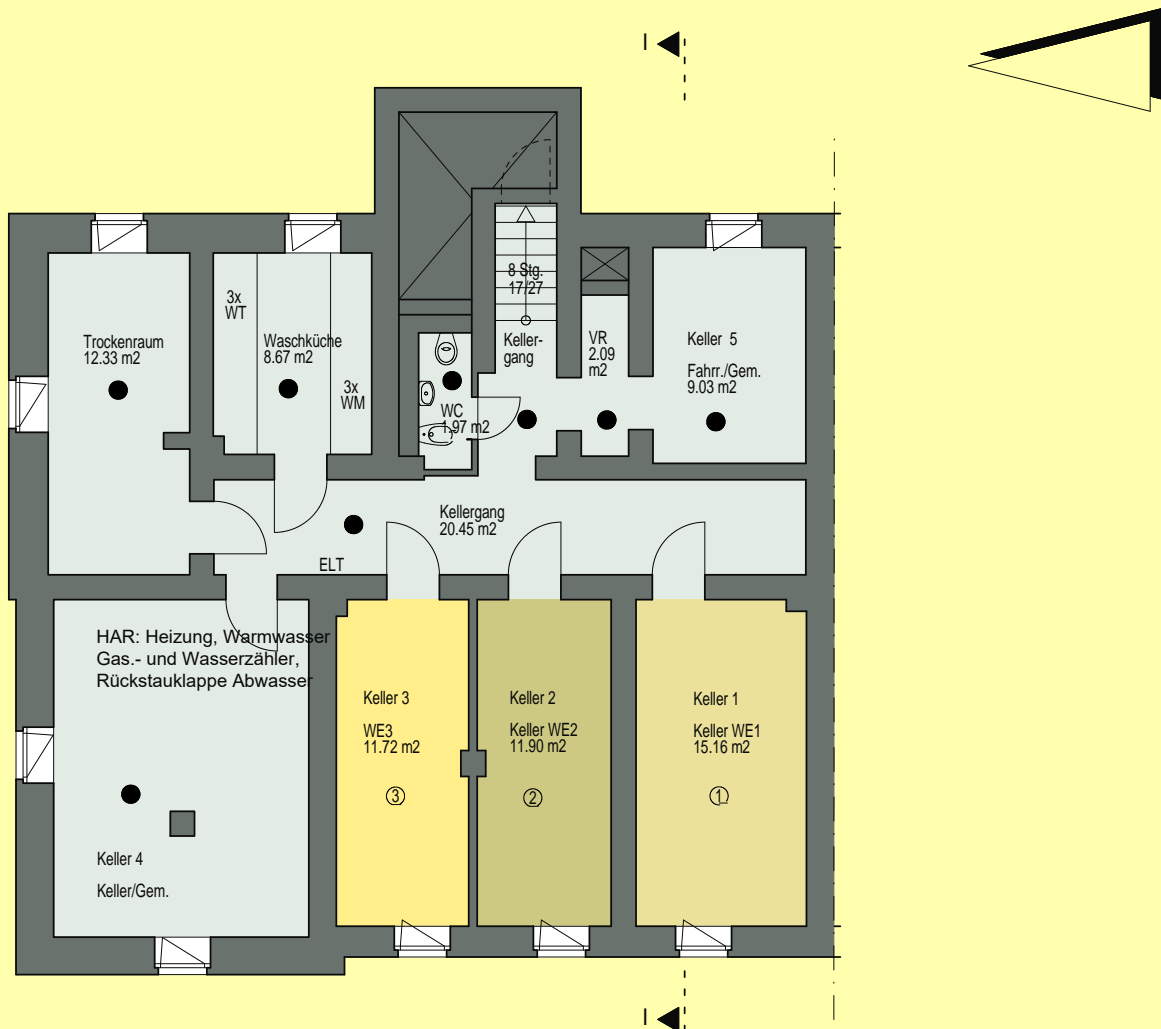 I
8 Stg.
17/27
3x
WT
Trockenraum
12.33 m2
Waschküche
8.67 m2
Keller-
gang
VR
2.09
m2
Keller 5
Fahrr./Gem.
9.03 m2
3x
WM
WC
1.97 m2
Kellergang
20.45 m2
ELT
HAR: Heizung, Warmwasser
Gas.- und Wasserzähler,
Rückstauklappe Abwasser
Keller 3
WE3
11.72 m2
3
Keller 2
Keller WE2
11.90 m2
2
Keller 1
Keller WE1
15.16 m2
1
Keller 4
Keller/Gem.
I